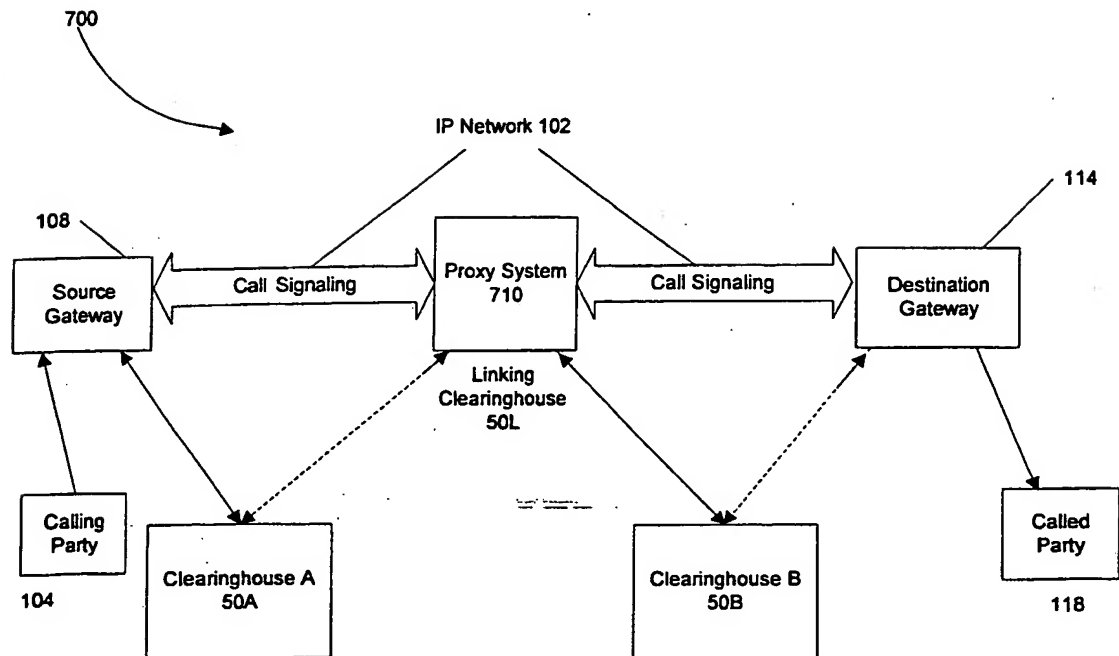 700
IP Network 102
114
108
Source
Gateway
Call Signaling
Proxy System
710
Call Signaling
Destination
Gateway
Linking
Clearinghouse
50L
Calling
Party
104
Clearinghouse A
50A
Clearinghouse B
50B
Called
Party
118